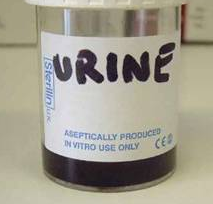 Sterilin
URINE
ASEPTICALLY PRODUCED
IN VITRO USE ONLY CE